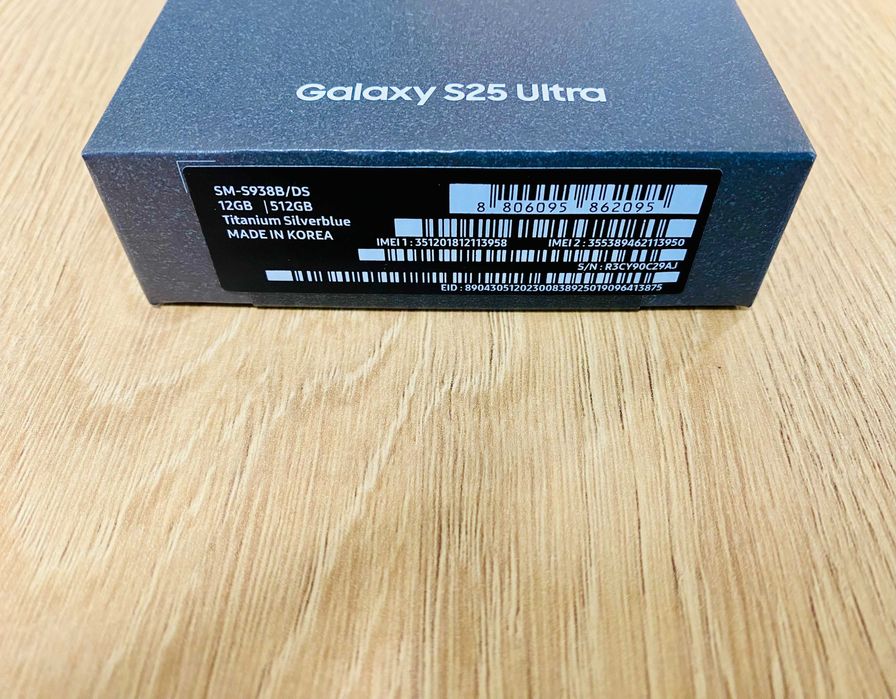 Galaxy S25 Ultra
SM-S938B/DS
12GB | 512GB
Titanium Silverblue
MADE IN KOREA
8 806095 862095
IMEI 1 : 351201812113958 IMEI 2 : 355389462113950
S/N : R3CY90C29AJ
EID : 89043051202300838925019096413875